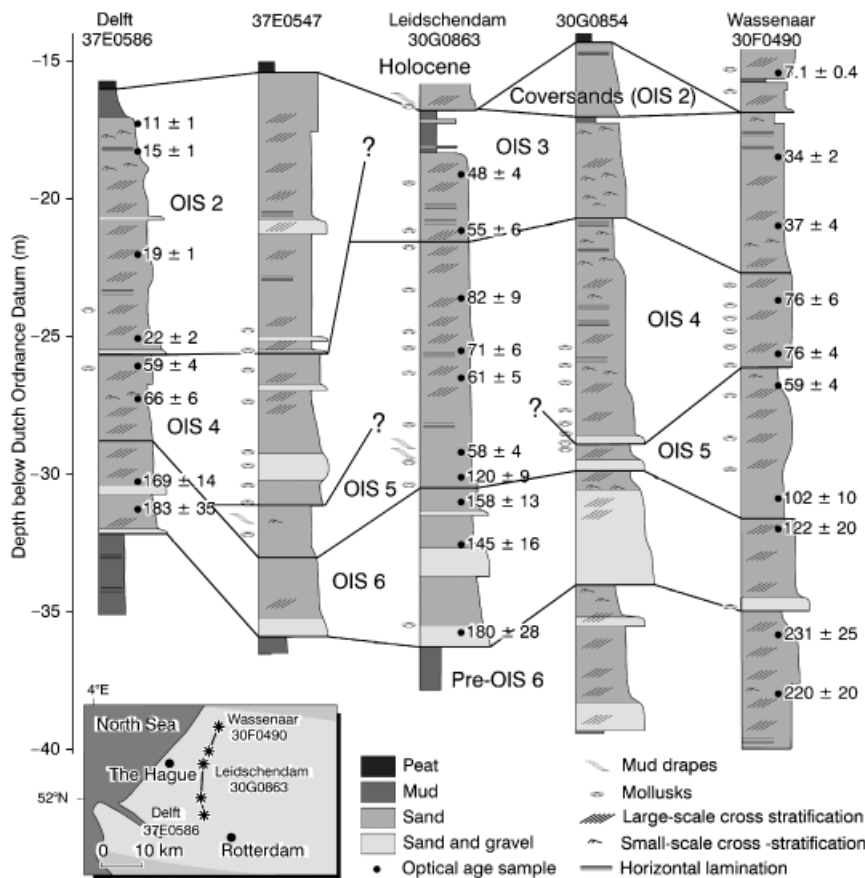 Delft
37E0586
37E0547
Leidschendam
30G0863
30G0854
Wassenaar
30F0490
Depth below Dutch Ordnance Datum (m)
−15
−20
−25
−30
−35
−40
Holocene
Coversands (OIS 2)
7.1 ± 0.4
11 ± 1
15 ± 1
?
OIS 3
34 ± 2
48 ± 4
OIS 2
55 ± 6
37 ± 4
19 ± 1
82 ± 9
76 ± 6
OIS 4
22 ± 2
71 ± 6
76 ± 4
59 ± 4
61 ± 5
59 ± 4
66 ± 6
?
?
OIS 4
58 ± 4
OIS 5
169 ± 14
OIS 5
120 ± 9
102 ± 10
183 ± 35
158 ± 13
122 ± 20
145 ± 16
OIS 6
180 ± 28
231 ± 25
Pre-OIS 6
220 ± 20
4°E
North Sea
Wassenaar
30F0490
The Hague
Leidschendam
30G0863
52°N
Delft
37E0586
0 10 km
Rotterdam
Peat
Mud
Sand
Sand and gravel
Optical age sample
Mud drapes
Mollusks
Large-scale cross stratification
Small-scale cross -stratification
Horizontal lamination